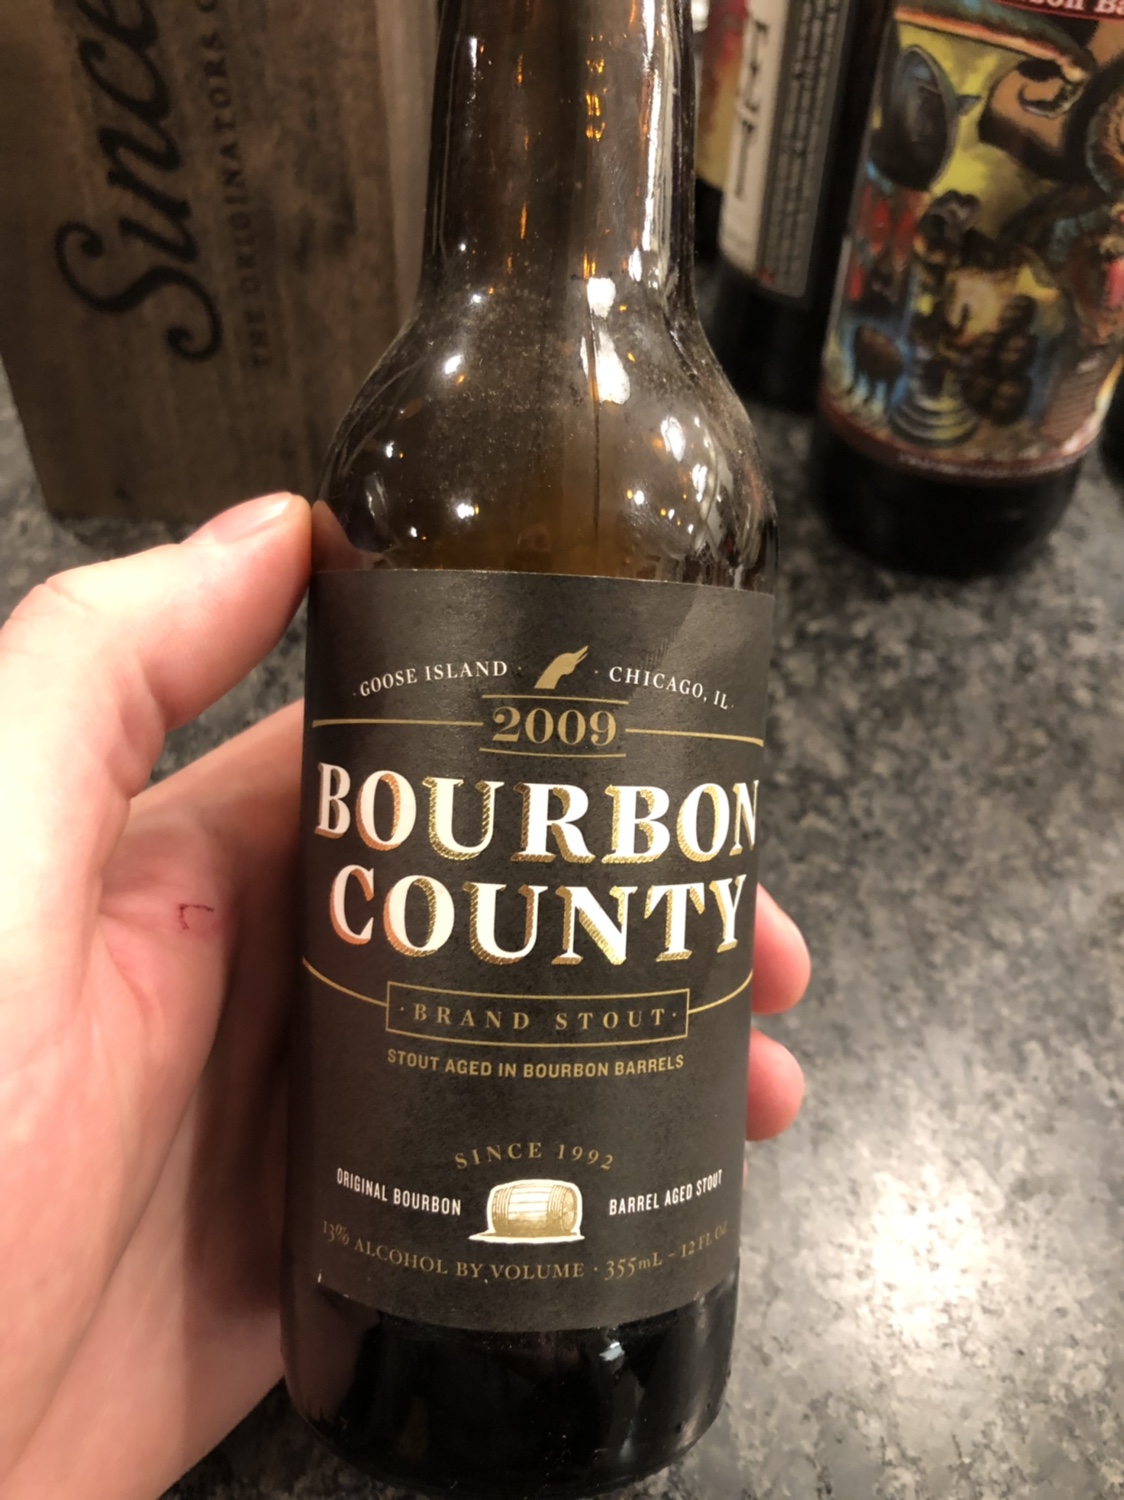 Since
THE ORIGINATORS O
GOOSE ISLAND · CHICAGO, IL
2009
BOURBON
COUNTY
· BRAND STOUT ·
STOUT AGED IN BOURBON BARRELS
SINCE 1992
ORIGINAL BOURBON BARREL AGED STOUT
13% ALCOHOL BY VOLUME · 355mL - 12 FL OZ